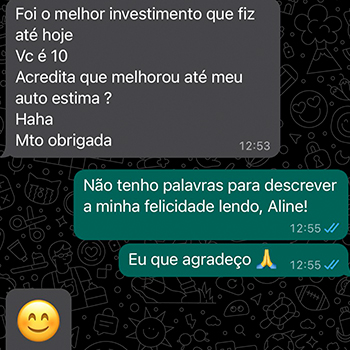 Foi o melhor investimento que fiz
até hoje
Vc é 10
Acredita que melhorou até meu
auto estima ?
Haha
Mto obrigada
12:53
Não tenho palavras para descrever
a minha felicidade lendo, Aline!
12:55
Eu que agradeço 🙏
12:55
😊